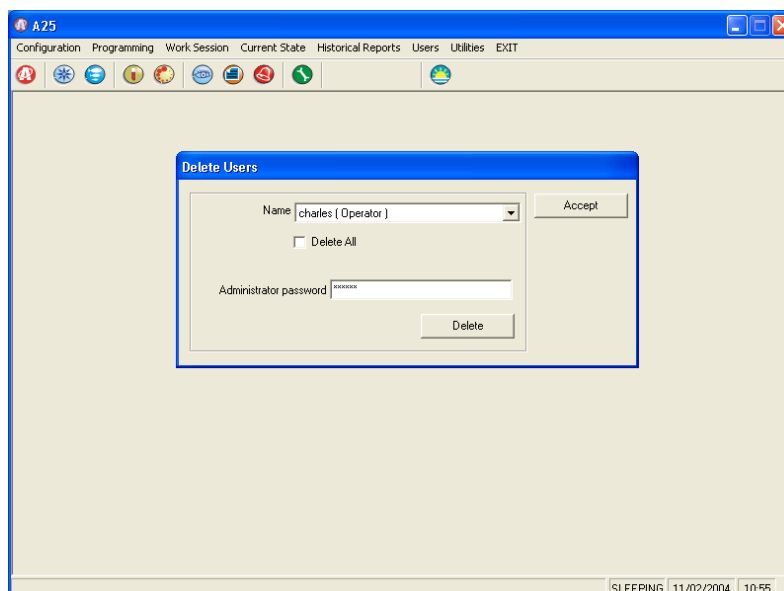 A25
Configuration Programming Work Session Current State Historical Reports Users Utilities EXIT
Delete Users
Name charles ( Operator ) Accept
Delete All
Administrator password ××××××
Delete
SLEEPING 11/02/2004 10:55